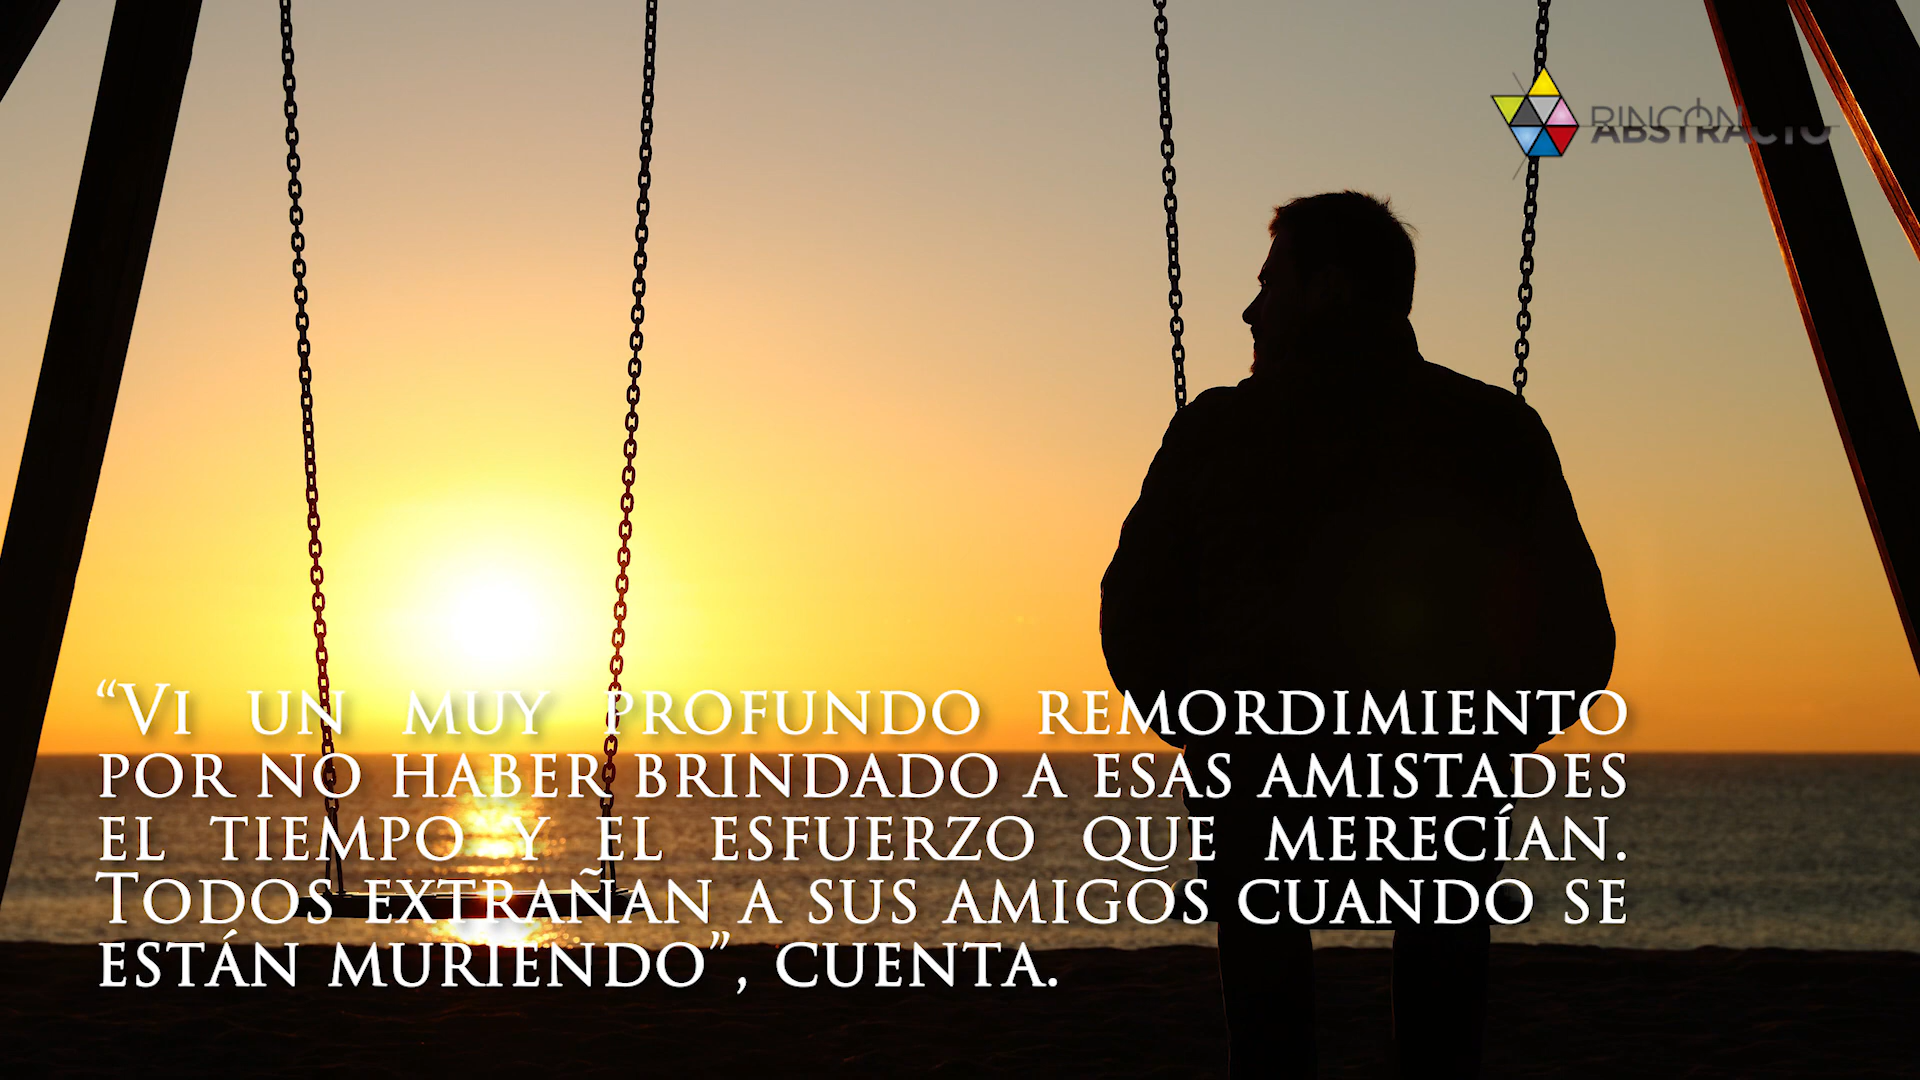 RINCÓN
ABSTRACTO
“VI UN MUY PROFUNDO REMORDIMIENTO
POR NO HABER BRINDADO A ESAS AMISTADES
EL TIEMPO Y EL ESFUERZO QUE MERECÍAN.
TODOS EXTRAÑAN A SUS AMIGOS CUANDO SE
ESTÁN MURIENDO”, CUENTA.